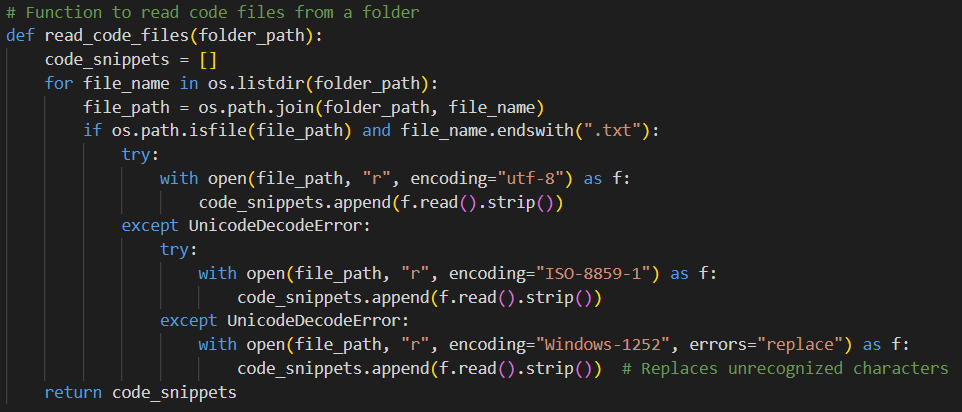 # Function to read code files from a folder
def read_code_files(folder_path):
    code_snippets = []
    for file_name in os.listdir(folder_path):
        file_path = os.path.join(folder_path, file_name)
        if os.path.isfile(file_path) and file_name.endswith(".txt"):
            try:
                with open(file_path, "r", encoding="utf-8") as f:
                    code_snippets.append(f.read().strip())
            except UnicodeDecodeError:
                try:
                    with open(file_path, "r", encoding="ISO-8859-1") as f:
                        code_snippets.append(f.read().strip())
                except UnicodeDecodeError:
                    with open(file_path, "r", encoding="Windows-1252", errors="replace") as f:
                        code_snippets.append(f.read().strip())  # Replaces unrecognized characters
    return code_snippets